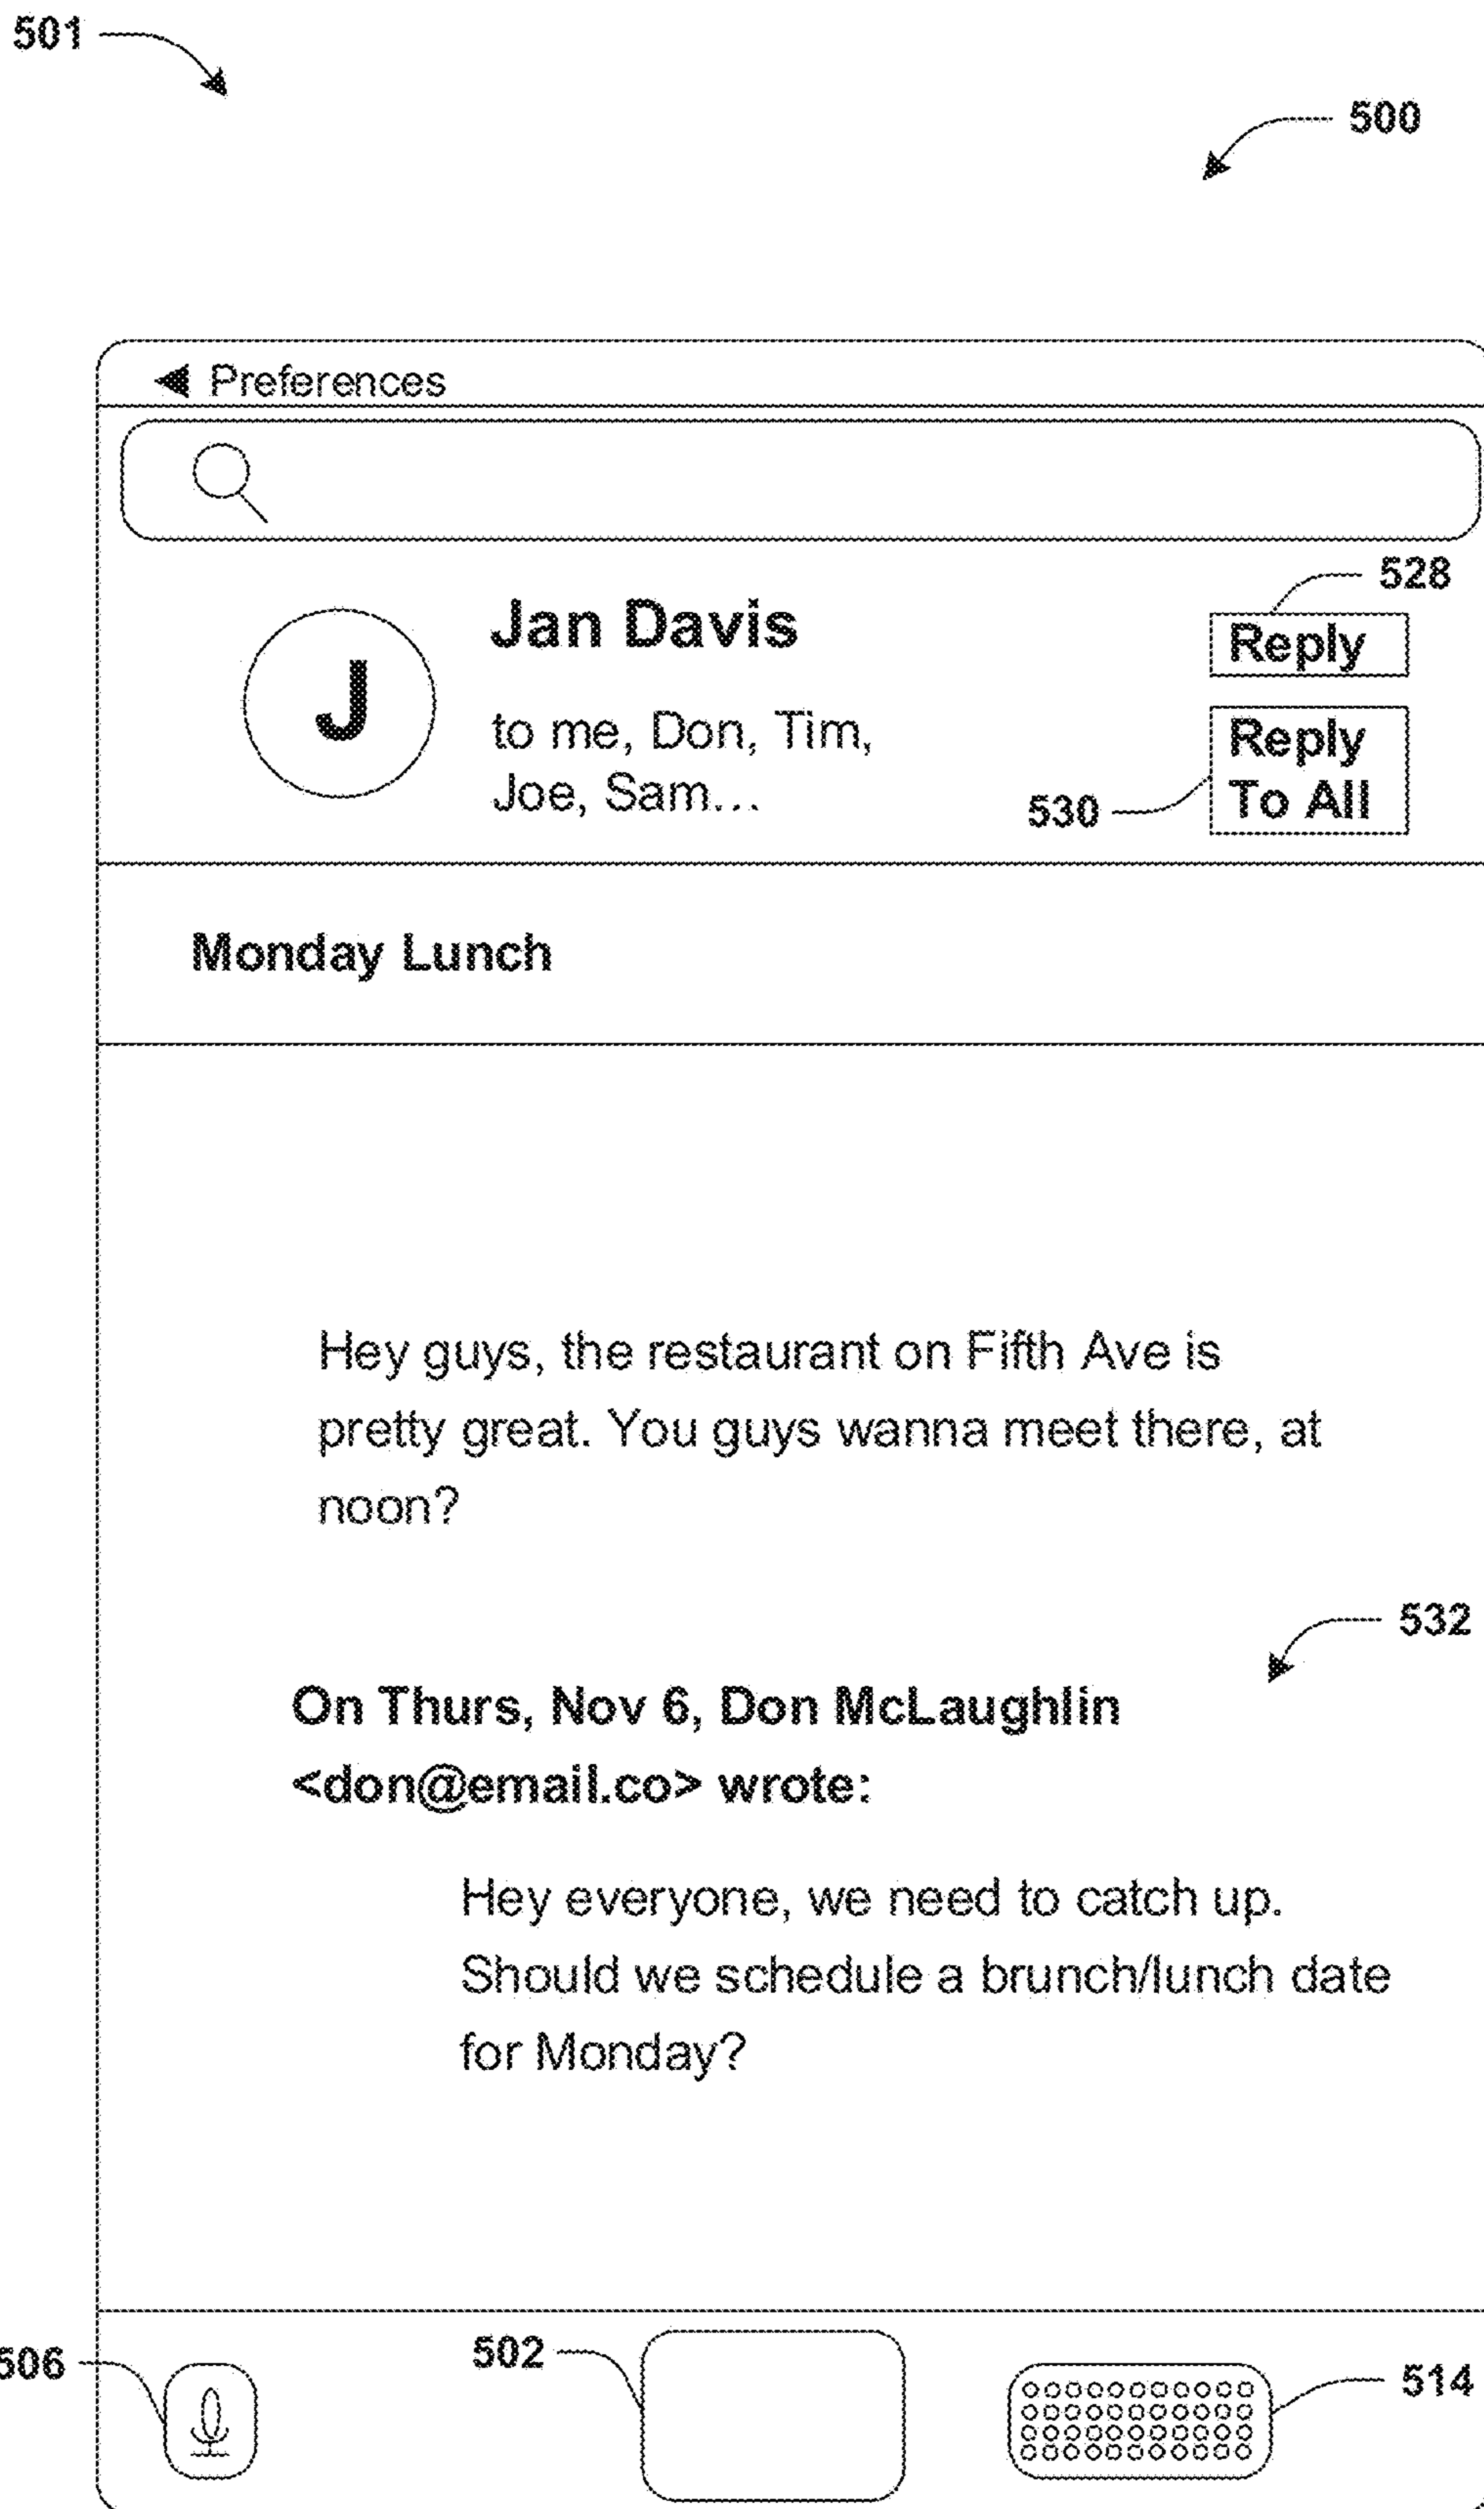 501
500
◀ Preferences
528
Jan Davis
Reply
J
to me, Don, Tim,
Joe, Sam...
Reply
To All
530
Monday Lunch
Hey guys, the restaurant on Fifth Ave is
pretty great. You guys wanna meet there, at
noon?
532
On Thurs, Nov 6, Don McLaughlin
<don@email.co> wrote:
Hey everyone, we need to catch up.
Should we schedule a brunch/lunch date
for Monday?
506
502
514